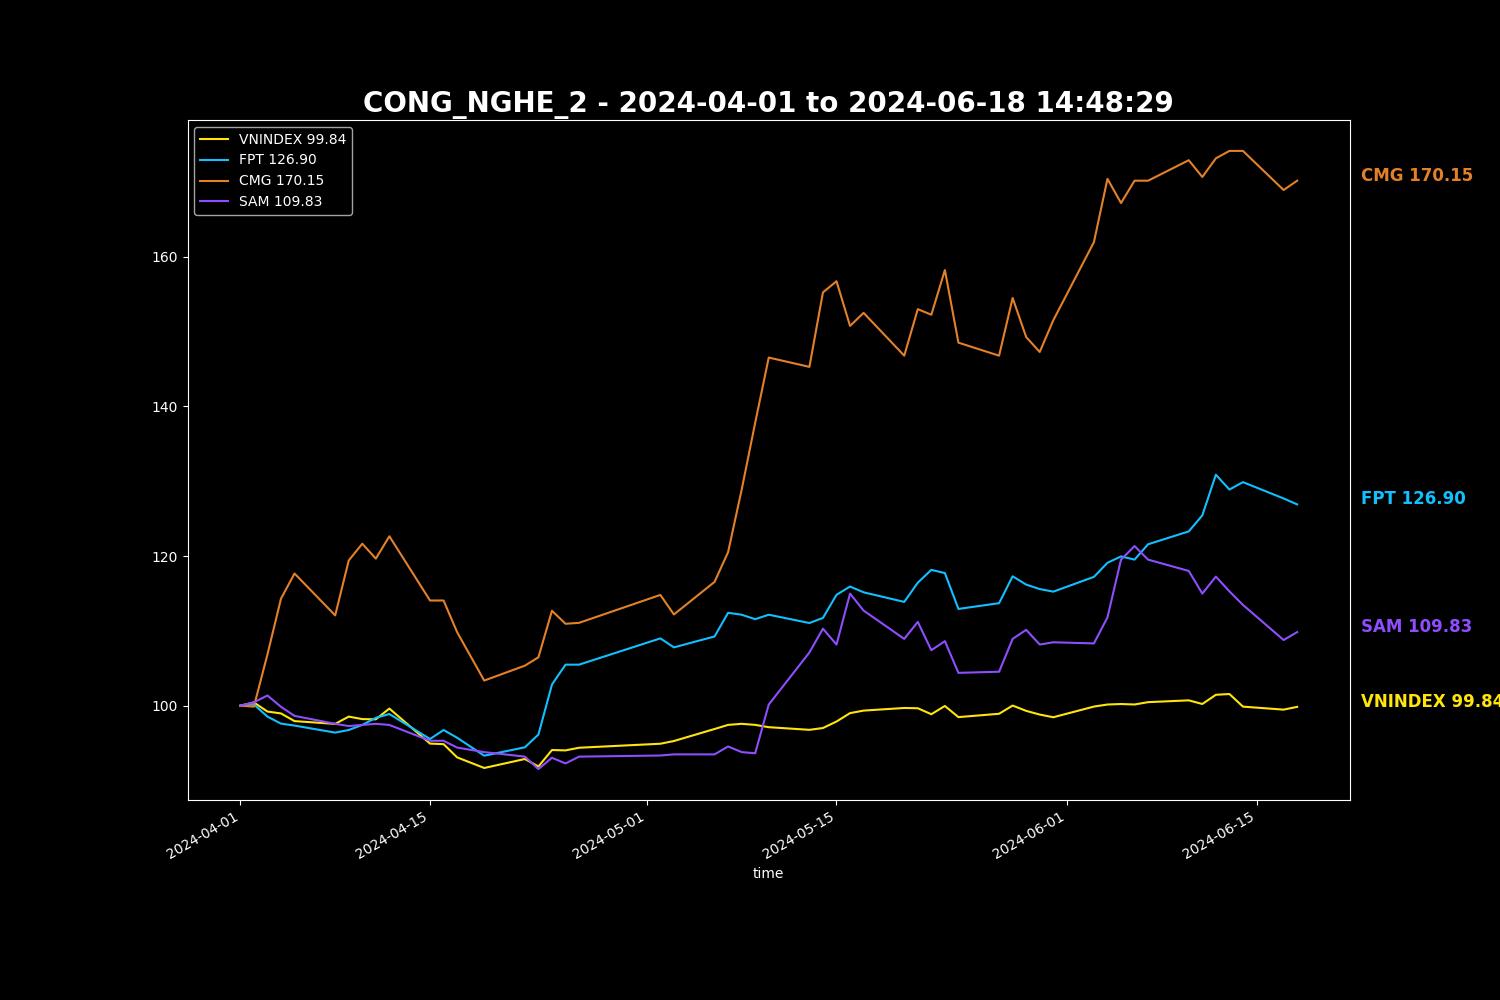 CONG_NGHE_2 - 2024-04-01 to 2024-06-18 14:48:29
VNINDEX 99.84
FPT 126.90
CMG 170.15
SAM 109.83
160
140
120
100
CMG 170.15
FPT 126.90
SAM 109.83
VNINDEX 99.84
2024-04-01
2024-04-15
2024-05-01
2024-05-15
2024-06-01
2024-06-15
time